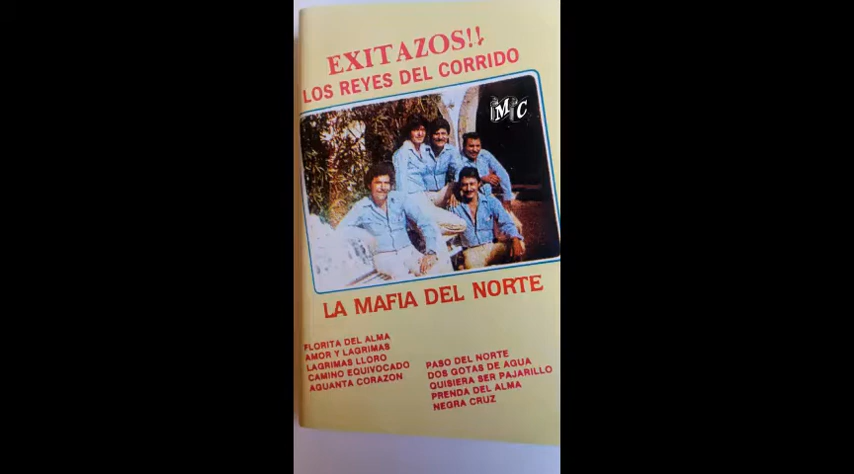 EXITAZOS!!
LOS REYES DEL CORRIDO
MC
LA MAFIA DEL NORTE
FLORITA DEL ALMA
AMOR Y LAGRIMAS
LAGRIMAS LLORO
CAMINO EQUIVOCADO
AGUANTA CORAZON
PASO DEL NORTE
DOS GOTAS DE AGUA
QUISIERA SER PAJARILLO
PRENDA DEL ALMA
NEGRA CRUZ